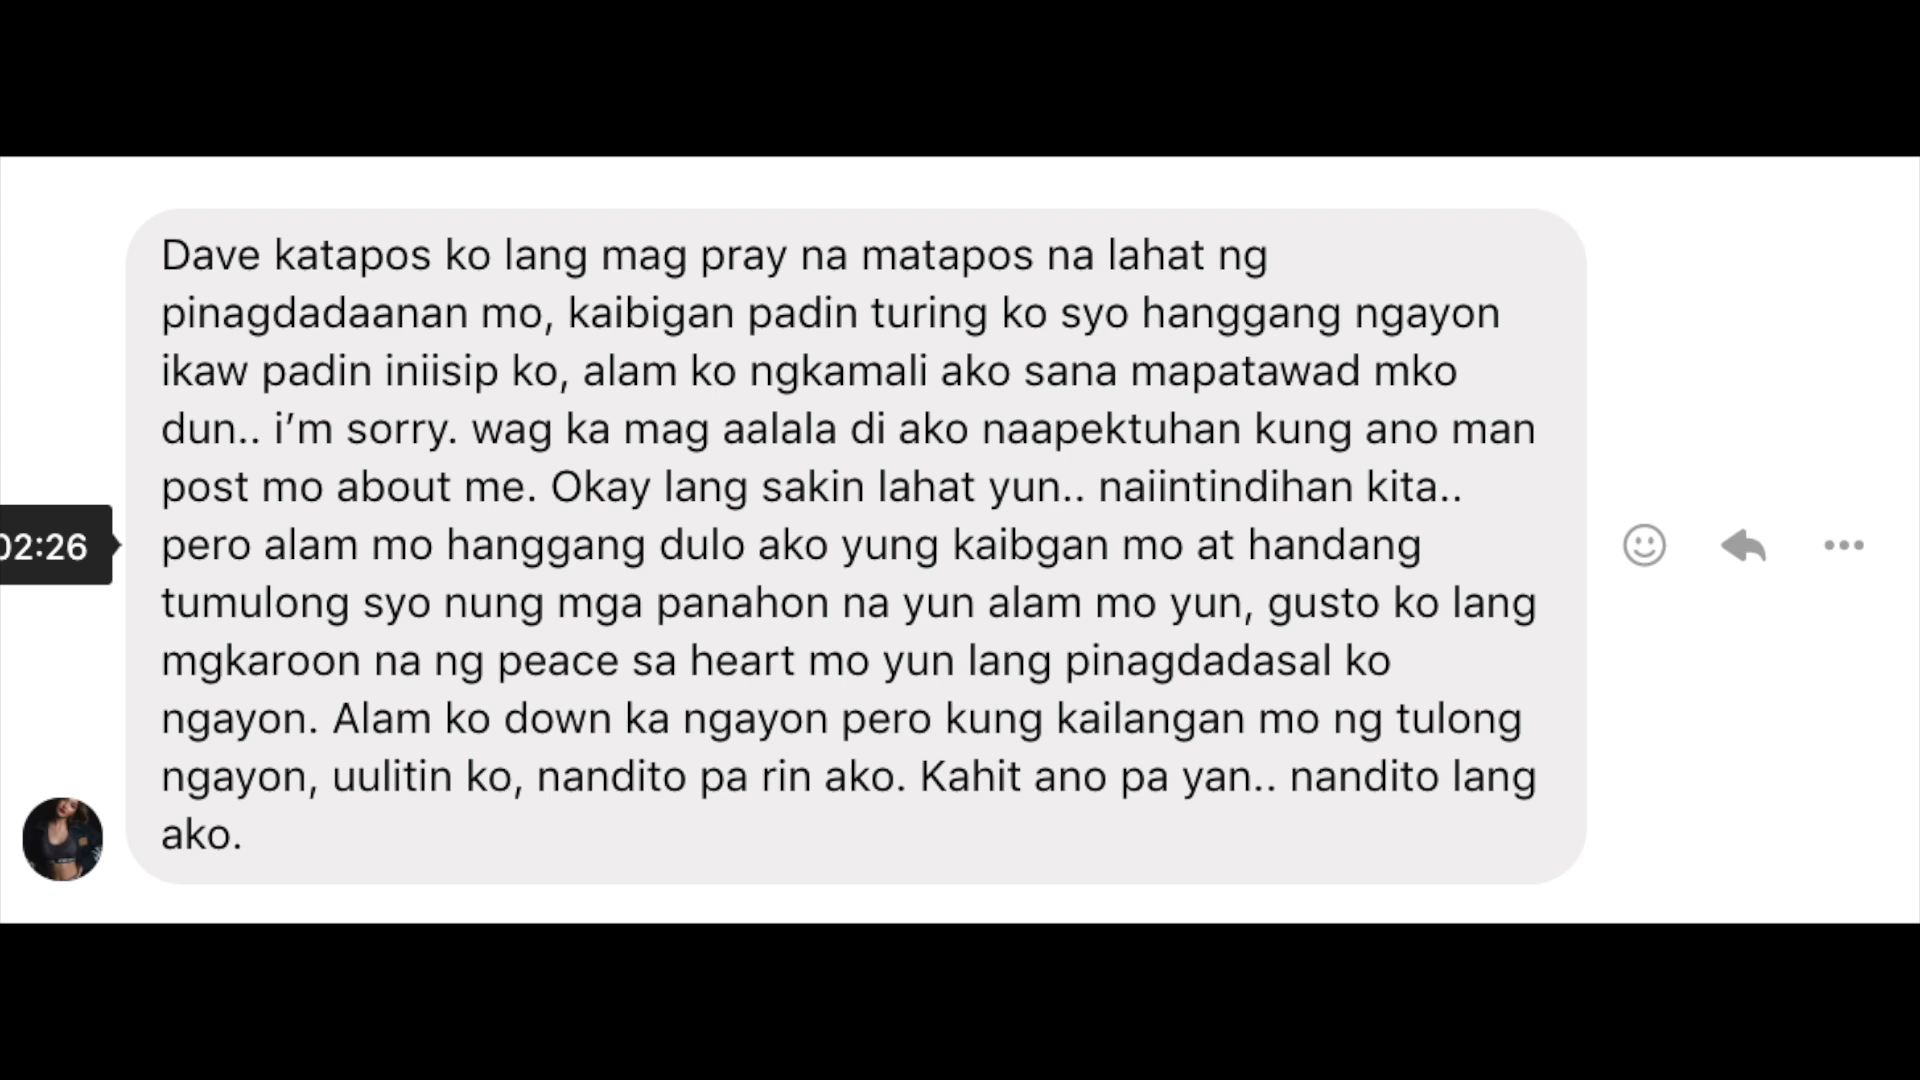 Dave katapos ko lang mag pray na matapos na lahat ng
pinagdadaanan mo, kaibigan padin turing ko syo hanggang ngayon
ikaw padin iniisip ko, alam ko ngkamali ako sana mapatawad mko
dun.. i’m sorry. wag ka mag aalala di ako naapektuhan kung ano man
post mo about me. Okay lang sakin lahat yun.. naiintindihan kita..
pero alam mo hanggang dulo ako yung kaibgan mo at handang
tumulong syo nung mga panahon na yun alam mo yun, gusto ko lang
mgkaroon na ng peace sa heart mo yun lang pinagdadasal ko
ngayon. Alam ko down ka ngayon pero kung kailangan mo ng tulong
ngayon, uulitin ko, nandito pa rin ako. Kahit ano pa yan.. nandito lang
ako.
02:26